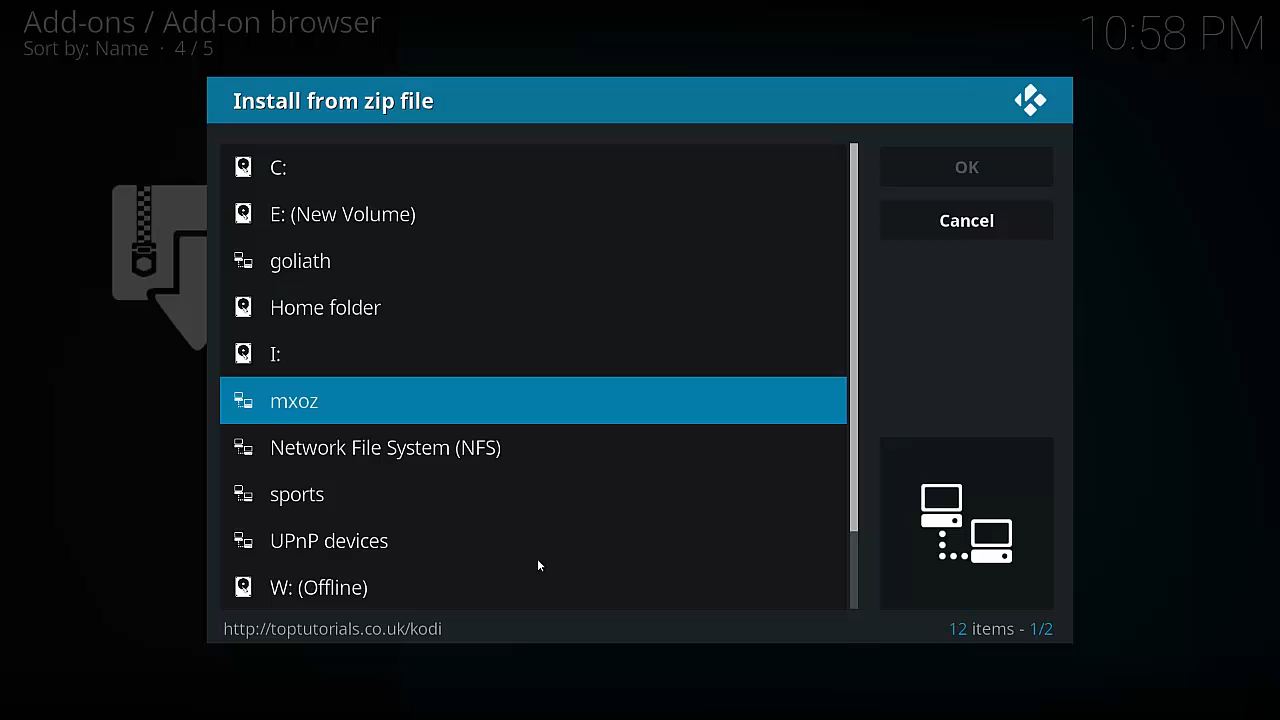 Add-ons / Add-on browser
Sort by: Name · 4 / 5
10:58 PM
Install from zip file
C:
E: (New Volume)
goliath
Home folder
I:
mxoz
Network File System (NFS)
sports
UPnP devices
W: (Offline)
OK
Cancel
http://toptutorials.co.uk/kodi
12 items - 1/2